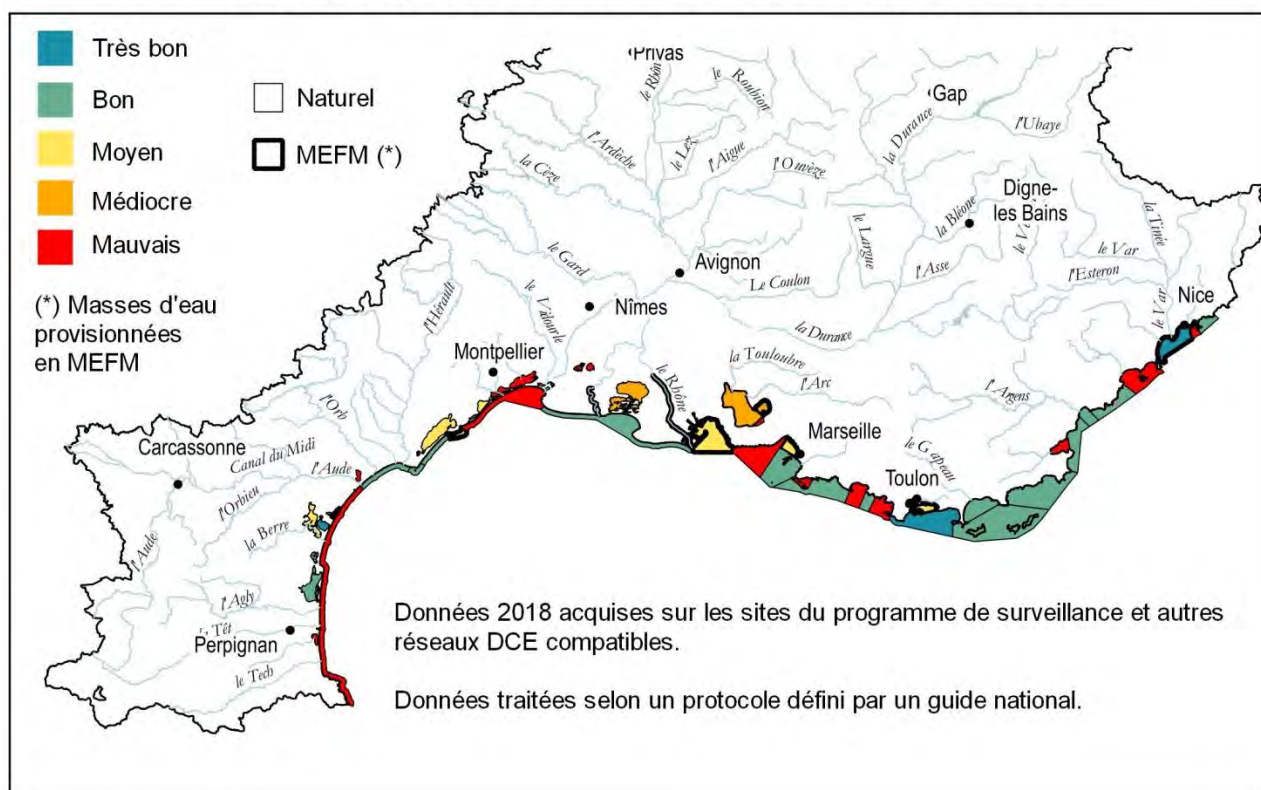 Très bon
Bon
Moyen
Médiocre
Mauvais
Naturel
MEFM (*)
(*) Masses d'eau
provisionnées
en MEFM
Privas
le Rhôn
le Roubion
Gap
la Durance
l'Ubaye
l'Ardèche
le Lez
l'Aigue
l'Ouvèze
la Cèze
Digne-
les Bains
la Bléone
la Tinée
le Largue
l'Asse
le Var
l'Esteron
le Var
Nice
Avignon
Le Coulon
le Gard
Nîmes
le Vidourle
l'Hérault
la Durance
Montpellier
la Touloubre
l'Arc
le Rhône
l'Argens
l'Orb
Marseille
le Gapeau
Toulon
Carcassonne
Canal du Midi
l'Aude
l'Orbieu
la Berre
l'Aude
l'Agly
Têt
Perpignan
le Tech
Données 2018 acquises sur les sites du programme de surveillance et autres
réseaux DCE compatibles.
Données traitées selon un protocole défini par un guide national.